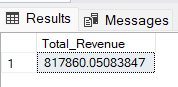 Results Messages
Total_Revenue
1 817860.05083847